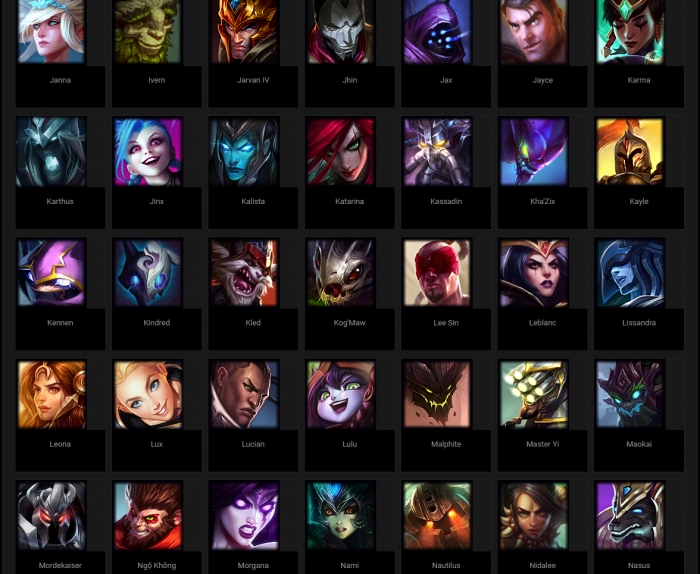 Janna Ivern Jarvan IV Jhin Jax Jayce Karma
Karthus Jinx Kalista Katarina Kassadin Kha'Zix Kayle
Kennen Kindred Kled Kog'Maw Lee Sin Leblanc Lissandra
Leona Lux Lucian Lulu Malphite Master Yi Maokai
Mordekaiser Ngộ Không Morgana Nami Nautilus Nidalee Nasus